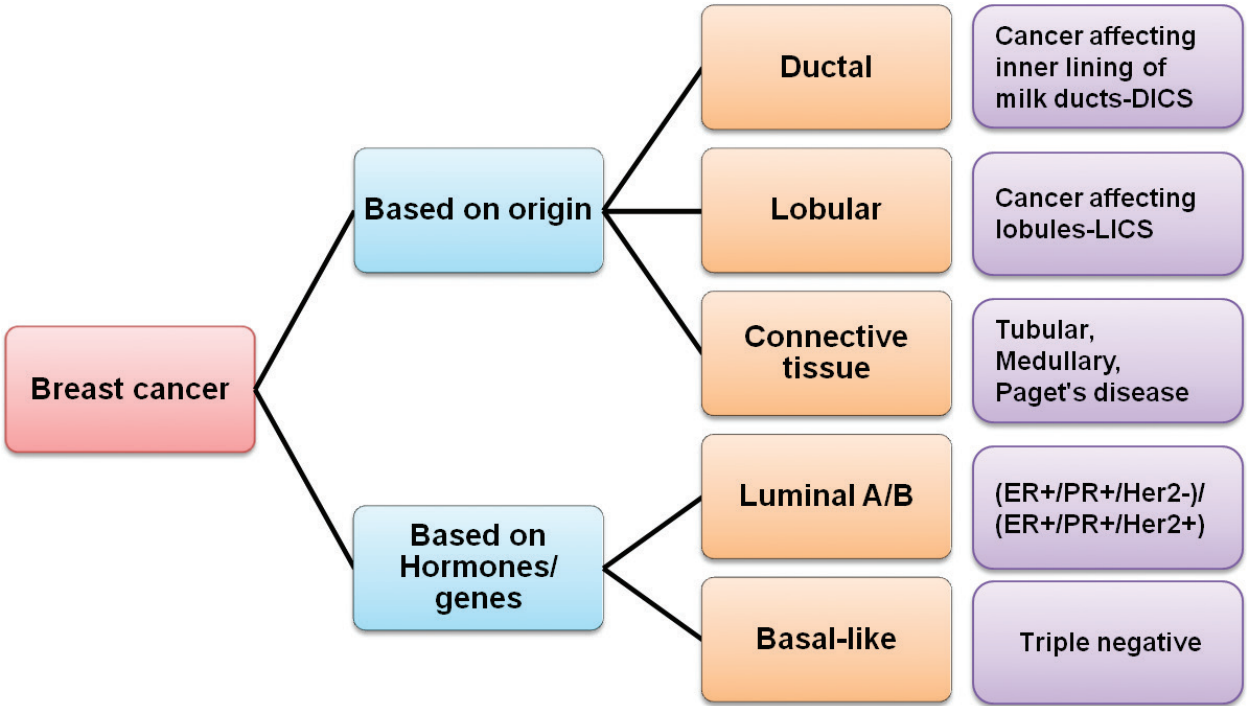 Breast cancer
Based on origin
Ductal
Cancer affecting
inner lining of
milk ducts-DICS
Lobular
Cancer affecting
lobules-LICS
Connective
tissue
Tubular,
Medullary,
Paget's disease
Based on
Hormones/
genes
Luminal A/B
(ER+/PR+/Her2-)/
(ER+/PR+/Her2+)
Basal-like
Triple negative